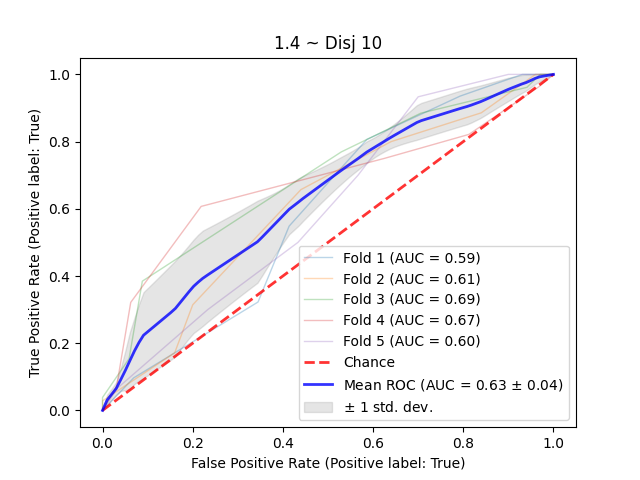 1.4 ~ Disj 10
True Positive Rate (Positive label: True)
1.0
0.8
0.6
0.4
0.2
0.0
Fold 1 (AUC = 0.59)
Fold 2 (AUC = 0.61)
Fold 3 (AUC = 0.69)
Fold 4 (AUC = 0.67)
Fold 5 (AUC = 0.60)
Chance
Mean ROC (AUC = 0.63 ± 0.04)
± 1 std. dev.
0.0 0.2 0.4 0.6 0.8 1.0
False Positive Rate (Positive label: True)